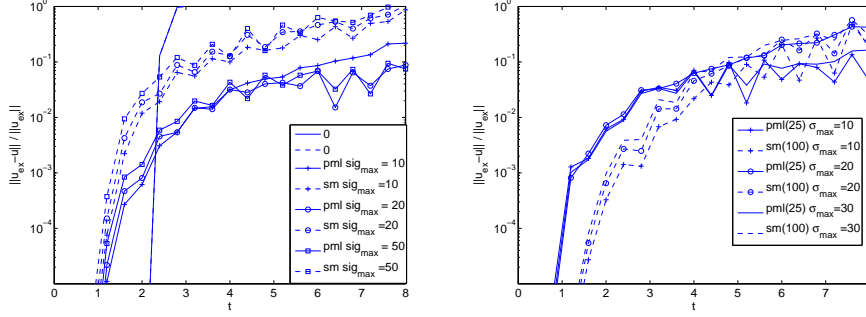 10^0
10^-1
10^-2
10^-3
10^-4
||u_ex-u|| / ||u_ex||
0
0
pml sig_max = 10
sm sig_max=10
pml sig_max = 20
sm sig_max=20
pml sig_max = 50
sm sig_max=50
0 1 2 3 4 5 6 7 8
t
10^0
10^-1
10^-2
10^-3
10^-4
||u_ex-u|| / ||u_ex||
pml(25) σ_max=10
sm(100) σ_max=10
pml(25) σ_max=20
sm(100) σ_max=20
pml(25) σ_max=30
sm(100) σ_max=30
0 1 2 3 4 5 6 7
t